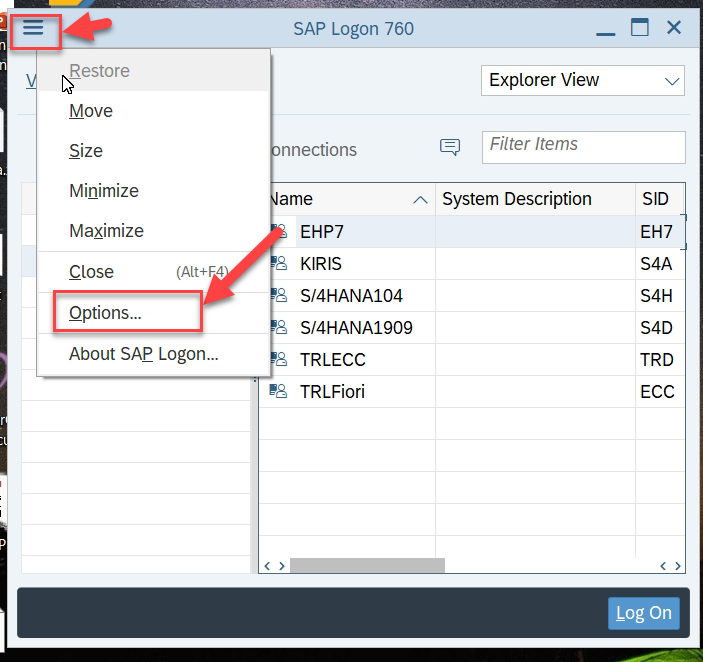 SAP Logon 760
Restore
Move
Size
Minimize
Maximize
Close (Alt+F4)
Options...
About SAP Logon...
Explorer View
onnections
Filter Items
Name System Description SID
EHP7 EH7
KIRIS S4A
S/4HANA104 S4H
S/4HANA1909 S4D
TRLECC TRD
TRLFiori ECC
Log On